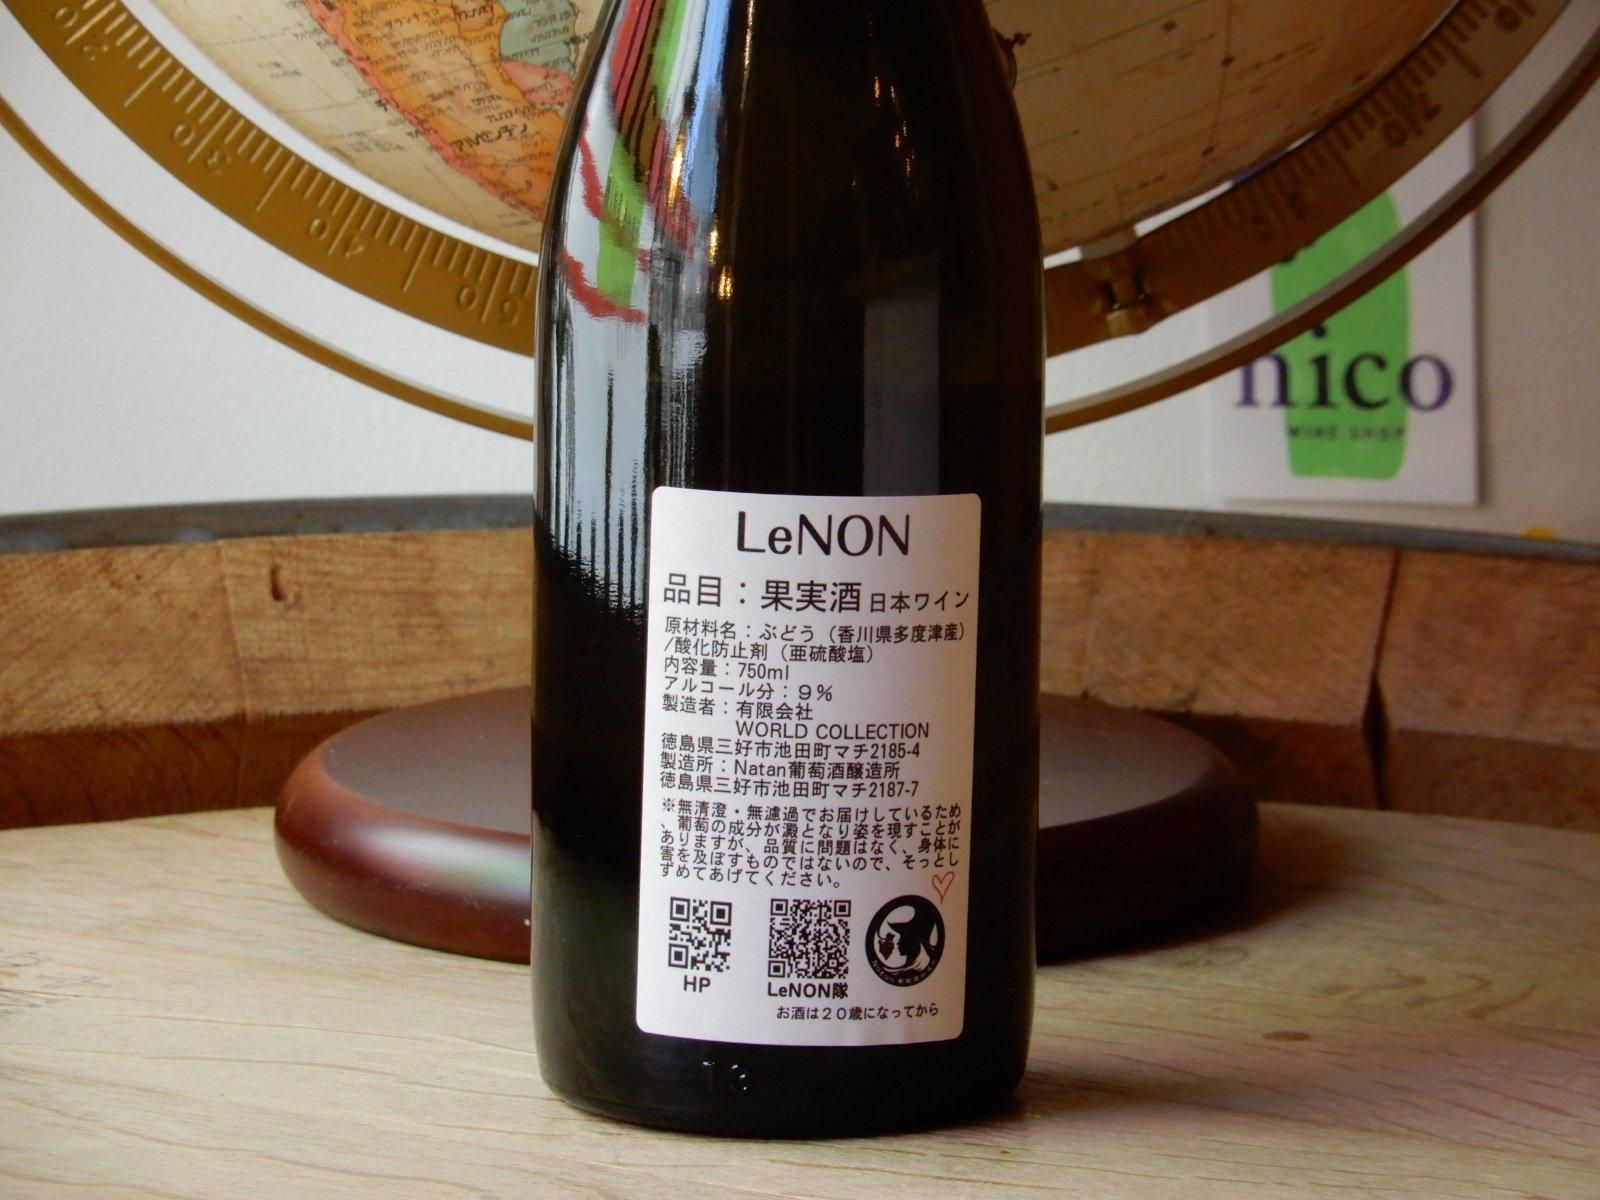 アルゼンチン
nico
WINE SHOP
LeNON
品目：果実酒 日本ワイン
原材料名：ぶどう（香川県多度津産）
/酸化防止剤（亜硫酸塩）
内容量：750ml
アルコール分：９％
製造者：有限会社
WORLD COLLECTION
徳島県三好市池田町マチ2185-4
製造所：Natan葡萄酒醸造所
徳島県三好市池田町マチ2187-7
※無清澄・無濾過でお届けしているため
、葡萄の成分が澱となり姿を現すことが
ありますが、品質に問題はなく、身体に
害を及ぼすものではないので、そっとし
ずめてあげてください。
HP
LeNON隊
お酒は２０歳になってから
13